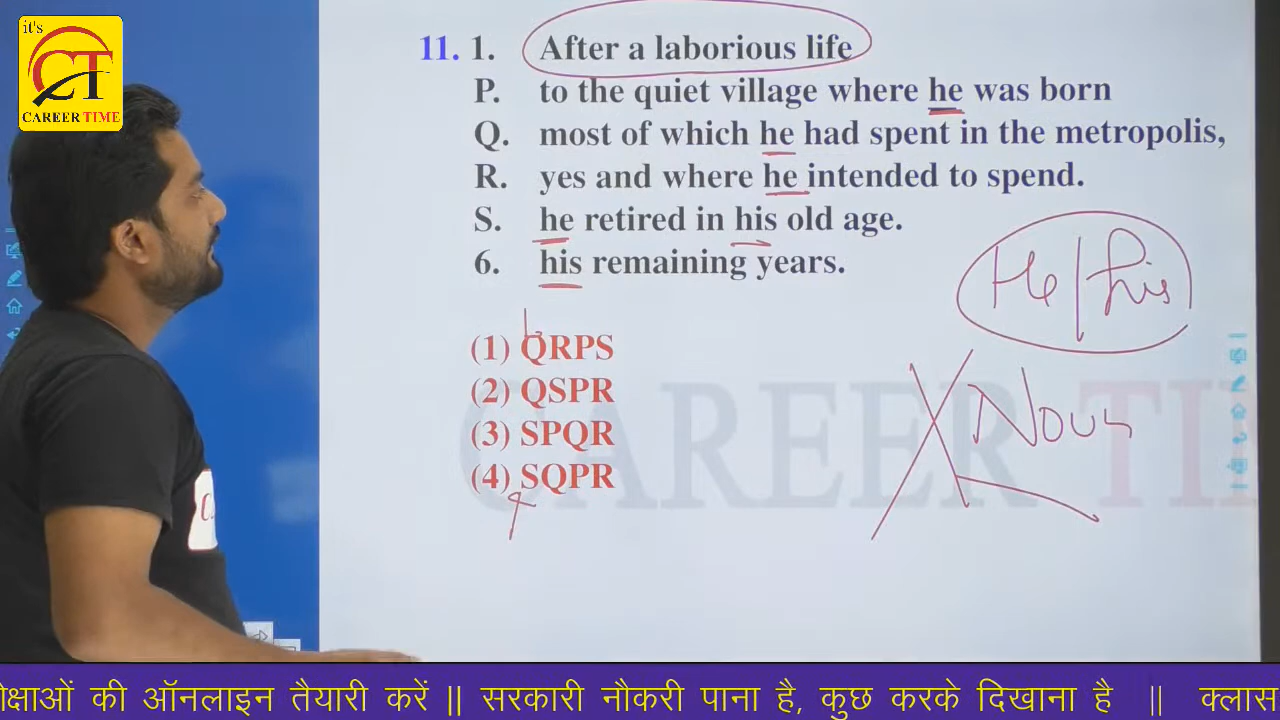 it's
CT
CAREER TIME
11. 1. After a laborious life
P. to the quiet village where he was born
Q. most of which he had spent in the metropolis,
R. yes and where he intended to spend.
S. he retired in his old age.
6. his remaining years.
He/his
(1) QRPS
(2) QSPR
(3) SPQR
(4) SQPR
Noun
CAREER TIME
क्षाओं की ऑनलाइन तैयारी करें || सरकारी नौकरी पाना है, कुछ करके दिखाना है || क्लास